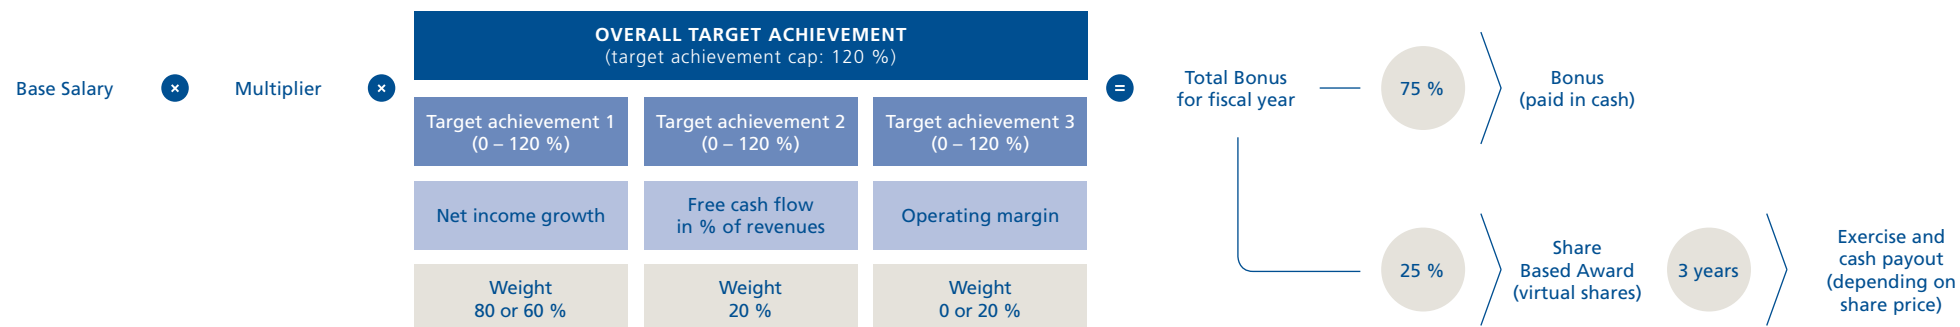 Base Salary
×
Multiplier
×
OVERALL TARGET ACHIEVEMENT
(target achievement cap: 120 %)
Target achievement 1
(0 – 120 %)
Target achievement 2
(0 – 120 %)
Target achievement 3
(0 – 120 %)
Net income growth
Free cash flow
in % of revenues
Operating margin
Weight
80 or 60 %
Weight
20 %
Weight
0 or 20 %
=
Total Bonus
for fiscal year
75 %
Bonus
(paid in cash)
25 %
Share
Based Award
(virtual shares)
3 years
Exercise and
cash payout
(depending on
share price)